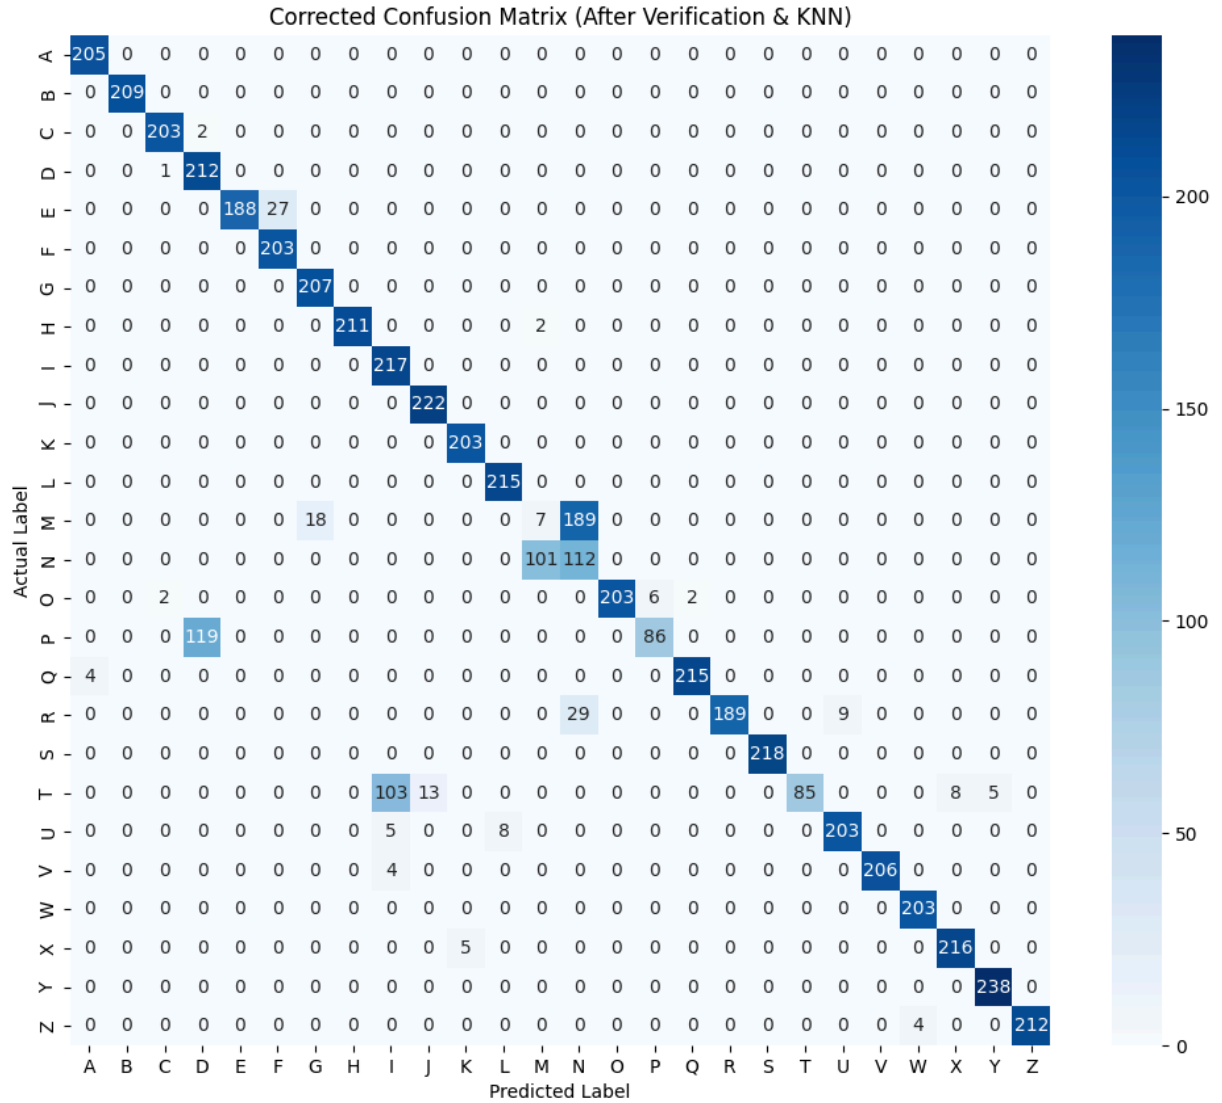 Corrected Confusion Matrix (After Verification & KNN)
A 205 0 0 0 0 0 0 0 0 0 0 0 0 0 0 0 0 0 0 0 0 0 0 0 0 0
B 0 209 0 0 0 0 0 0 0 0 0 0 0 0 0 0 0 0 0 0 0 0 0 0 0 0
C 0 0 203 2 0 0 0 0 0 0 0 0 0 0 0 0 0 0 0 0 0 0 0 0 0 0
D 0 0 1 212 0 0 0 0 0 0 0 0 0 0 0 0 0 0 0 0 0 0 0 0 0 0
E 0 0 0 0 188 27 0 0 0 0 0 0 0 0 0 0 0 0 0 0 0 0 0 0 0 0
F 0 0 0 0 0 203 0 0 0 0 0 0 0 0 0 0 0 0 0 0 0 0 0 0 0 0
G 0 0 0 0 0 0 207 0 0 0 0 0 0 0 0 0 0 0 0 0 0 0 0 0 0 0
H 0 0 0 0 0 0 0 211 0 0 0 0 2 0 0 0 0 0 0 0 0 0 0 0 0 0
I 0 0 0 0 0 0 0 0 217 0 0 0 0 0 0 0 0 0 0 0 0 0 0 0 0 0
J 0 0 0 0 0 0 0 0 0 222 0 0 0 0 0 0 0 0 0 0 0 0 0 0 0 0
K 0 0 0 0 0 0 0 0 0 0 203 0 0 0 0 0 0 0 0 0 0 0 0 0 0 0
L 0 0 0 0 0 0 0 0 0 0 0 215 0 0 0 0 0 0 0 0 0 0 0 0 0 0
M 0 0 0 0 0 0 18 0 0 0 0 0 7 189 0 0 0 0 0 0 0 0 0 0 0 0
N 0 0 0 0 0 0 0 0 0 0 0 0 101 112 0 0 0 0 0 0 0 0 0 0 0 0
O 0 0 2 0 0 0 0 0 0 0 0 0 0 0 203 6 2 0 0 0 0 0 0 0 0 0
P 0 0 0 119 0 0 0 0 0 0 0 0 0 0 0 86 0 0 0 0 0 0 0 0 0 0
Q 4 0 0 0 0 0 0 0 0 0 0 0 0 0 0 0 215 0 0 0 0 0 0 0 0 0
R 0 0 0 0 0 0 0 0 0 0 0 0 0 29 0 0 0 189 0 0 9 0 0 0 0 0
S 0 0 0 0 0 0 0 0 0 0 0 0 0 0 0 0 0 0 218 0 0 0 0 0 0 0
T 0 0 0 0 0 0 0 0 103 13 0 0 0 0 0 0 0 0 0 85 0 0 0 8 5 0
U 0 0 0 0 0 0 0 0 5 0 0 8 0 0 0 0 0 0 0 0 203 0 0 0 0 0
V 0 0 0 0 0 0 0 0 4 0 0 0 0 0 0 0 0 0 0 0 0 206 0 0 0 0
W 0 0 0 0 0 0 0 0 0 0 0 0 0 0 0 0 0 0 0 0 0 0 203 0 0 0
X 0 0 0 0 0 0 0 0 0 0 5 0 0 0 0 0 0 0 0 0 0 0 0 216 0 0
Y 0 0 0 0 0 0 0 0 0 0 0 0 0 0 0 0 0 0 0 0 0 0 0 0 238 0
Z 0 0 0 0 0 0 0 0 0 0 0 0 0 0 0 0 0 0 0 0 0 0 4 0 0 212
A B C D E F G H I J K L M N O P Q R S T U V W X Y Z
Predicted Label
Actual Label
200
150
100
50
0